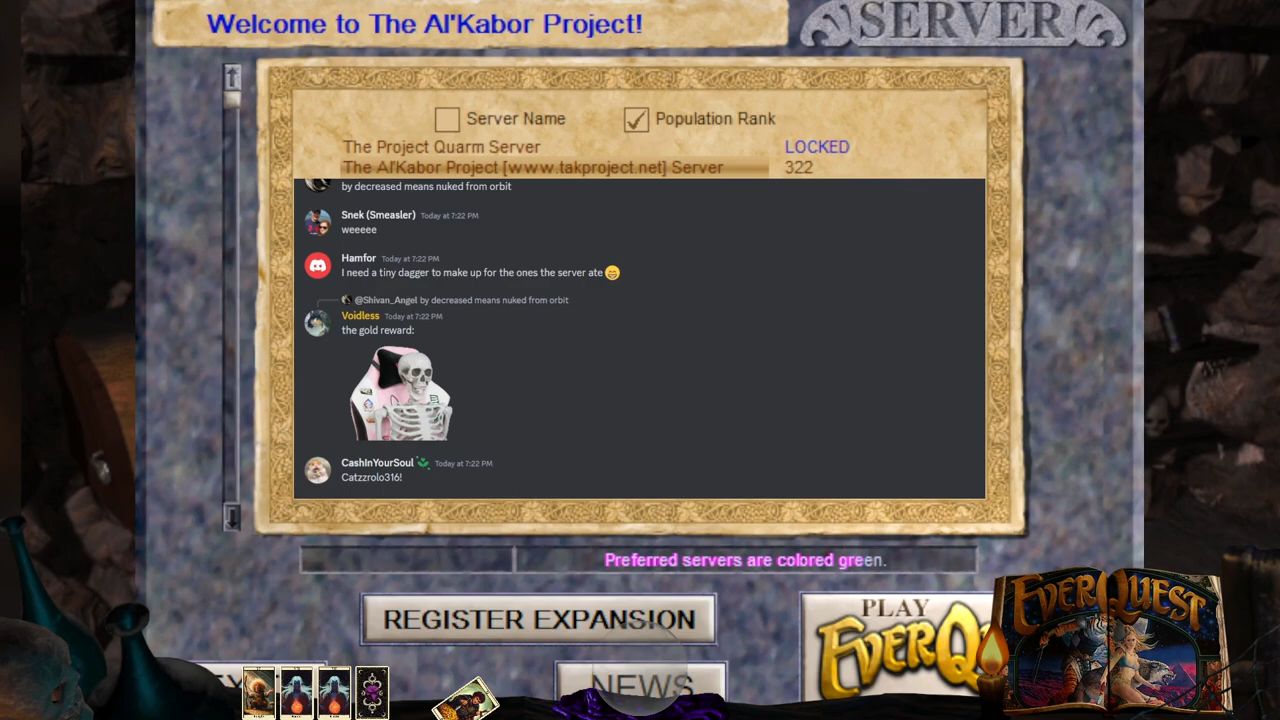 Welcome to The Al'Kabor Project!
SERVER
Server Name
Population Rank
The Project Quarm Server
LOCKED
The Al'Kabor Project [www.takproject.net] Server
322
by decreased means nuked from orbit
Snek (Smeasler) Today at 7:22 PM
weeeee
Hamfor Today at 7:22 PM
I need a tiny dagger to make up for the ones the server ate 😄
@Shivan_Angel by decreased means nuked from orbit
Voidless Today at 7:22 PM
the gold reward:
CashInYourSoul Today at 7:22 PM
Catzzrolo316!
Preferred servers are colored green.
REGISTER EXPANSION
PLAY
EVERQ
EVERQUEST
NEWS